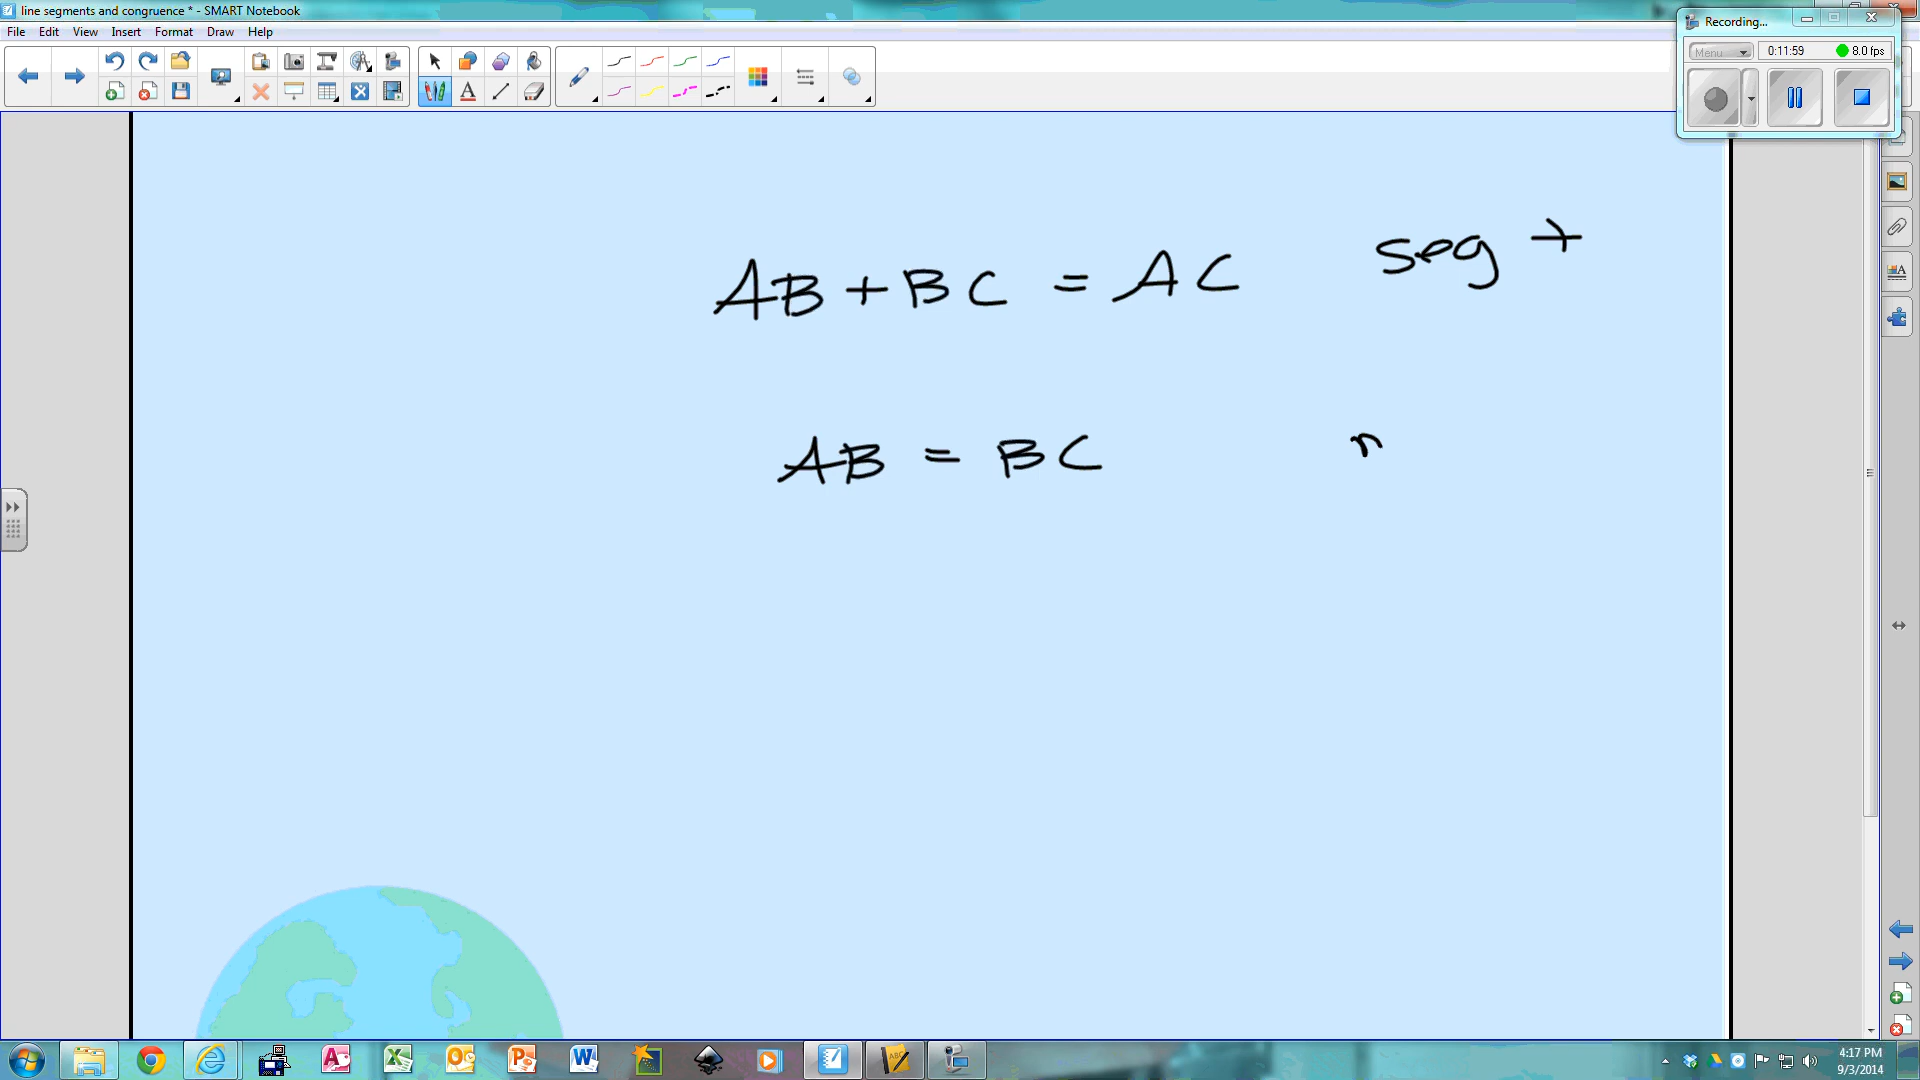 line segments and congruence * - SMART Notebook
Recording...
File Edit View Insert Format Draw Help
Menu 0:11:59 8.0 fps
AB + BC = AC seg +
AB = BC
4:17 PM
9/3/2014